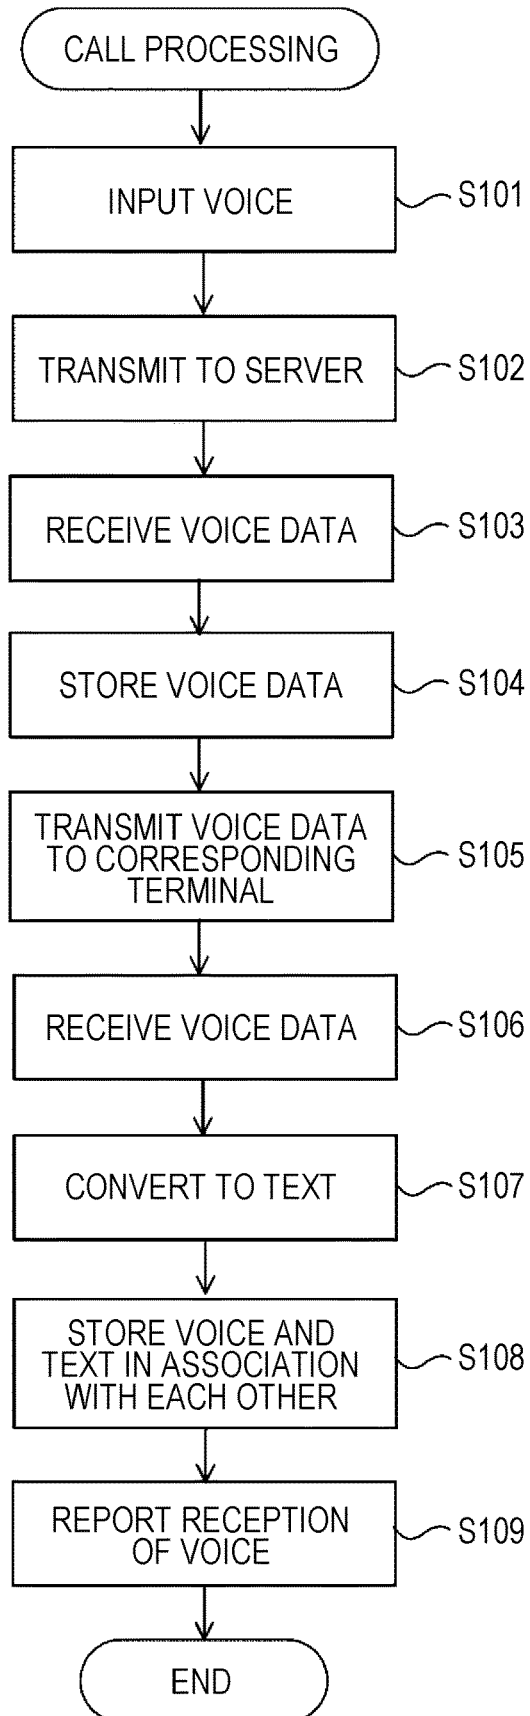 CALL PROCESSING
INPUT VOICE
S101
TRANSMIT TO SERVER
S102
RECEIVE VOICE DATA
S103
STORE VOICE DATA
S104
TRANSMIT VOICE DATA
TO CORRESPONDING
TERMINAL
S105
RECEIVE VOICE DATA
S106
CONVERT TO TEXT
S107
STORE VOICE AND
TEXT IN ASSOCIATION
WITH EACH OTHER
S108
REPORT RECEPTION
OF VOICE
S109
END